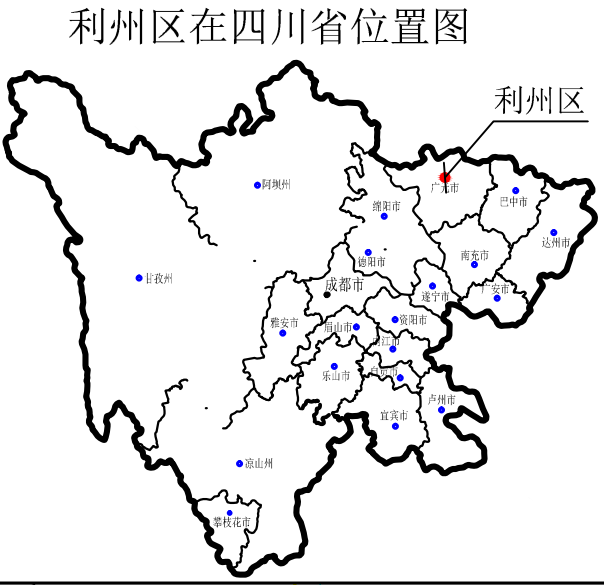 利州区在四川省位置图
利州区
阿坝州
广元市
巴中市
绵阳市
达州市
德阳市
南充市
甘孜州
成都市
遂宁市
广安市
雅安市
眉山市
资阳市
内江市
乐山市
自贡市
卢州市
宜宾市
凉山州
攀枝花市